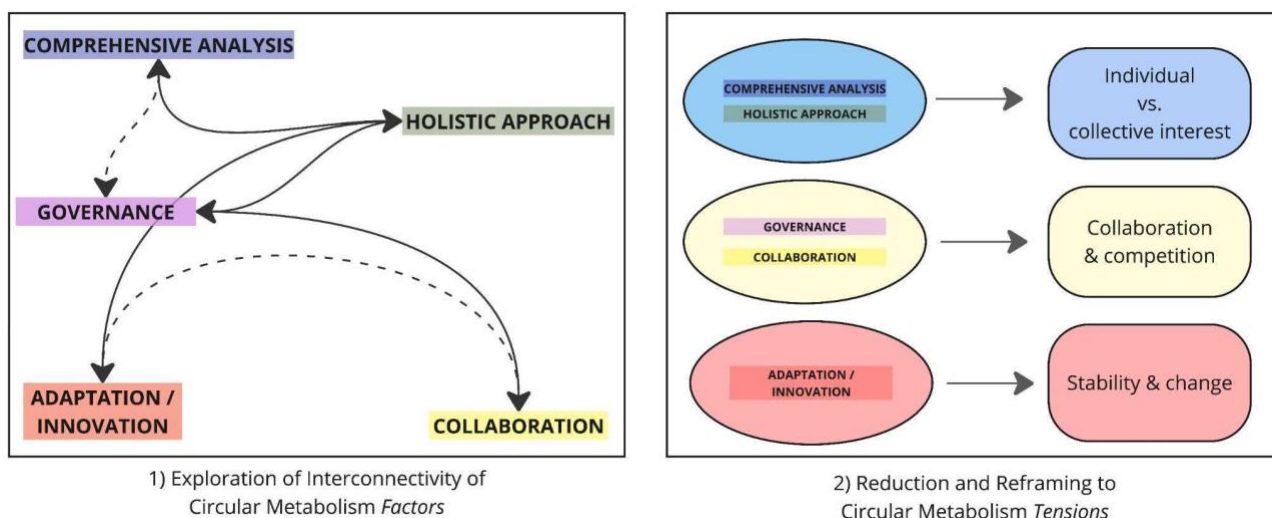 COMPREHENSIVE ANALYSIS
HOLISTIC APPROACH
GOVERNANCE
ADAPTATION /
INNOVATION
COLLABORATION
1) Exploration of Interconnectivity of
Circular Metabolism Factors
COMPREHENSIVE ANALYSIS
HOLISTIC APPROACH
Individual
vs.
collective interest
GOVERNANCE
COLLABORATION
Collaboration
& competition
ADAPTATION /
INNOVATION
Stability & change
2) Reduction and Reframing to
Circular Metabolism Tensions